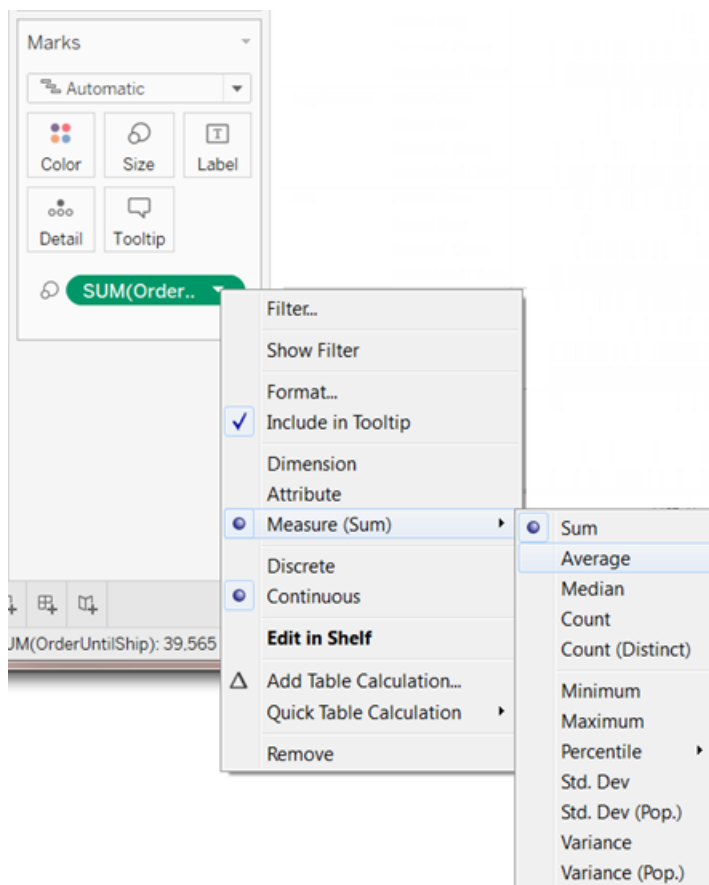 Marks
Automatic
Color Size Label
T
Detail Tooltip
SUM(Order..
Filter...
Show Filter
Format...
Include in Tooltip
Dimension
Attribute
Measure (Sum)
Discrete
Continuous
Edit in Shelf
Add Table Calculation...
Quick Table Calculation
Remove
Sum
Average
Median
Count
Count (Distinct)
Minimum
Maximum
Percentile
Std. Dev
Std. Dev (Pop.)
Variance
Variance (Pop.)
UM(OrderUntilShip): 39,565